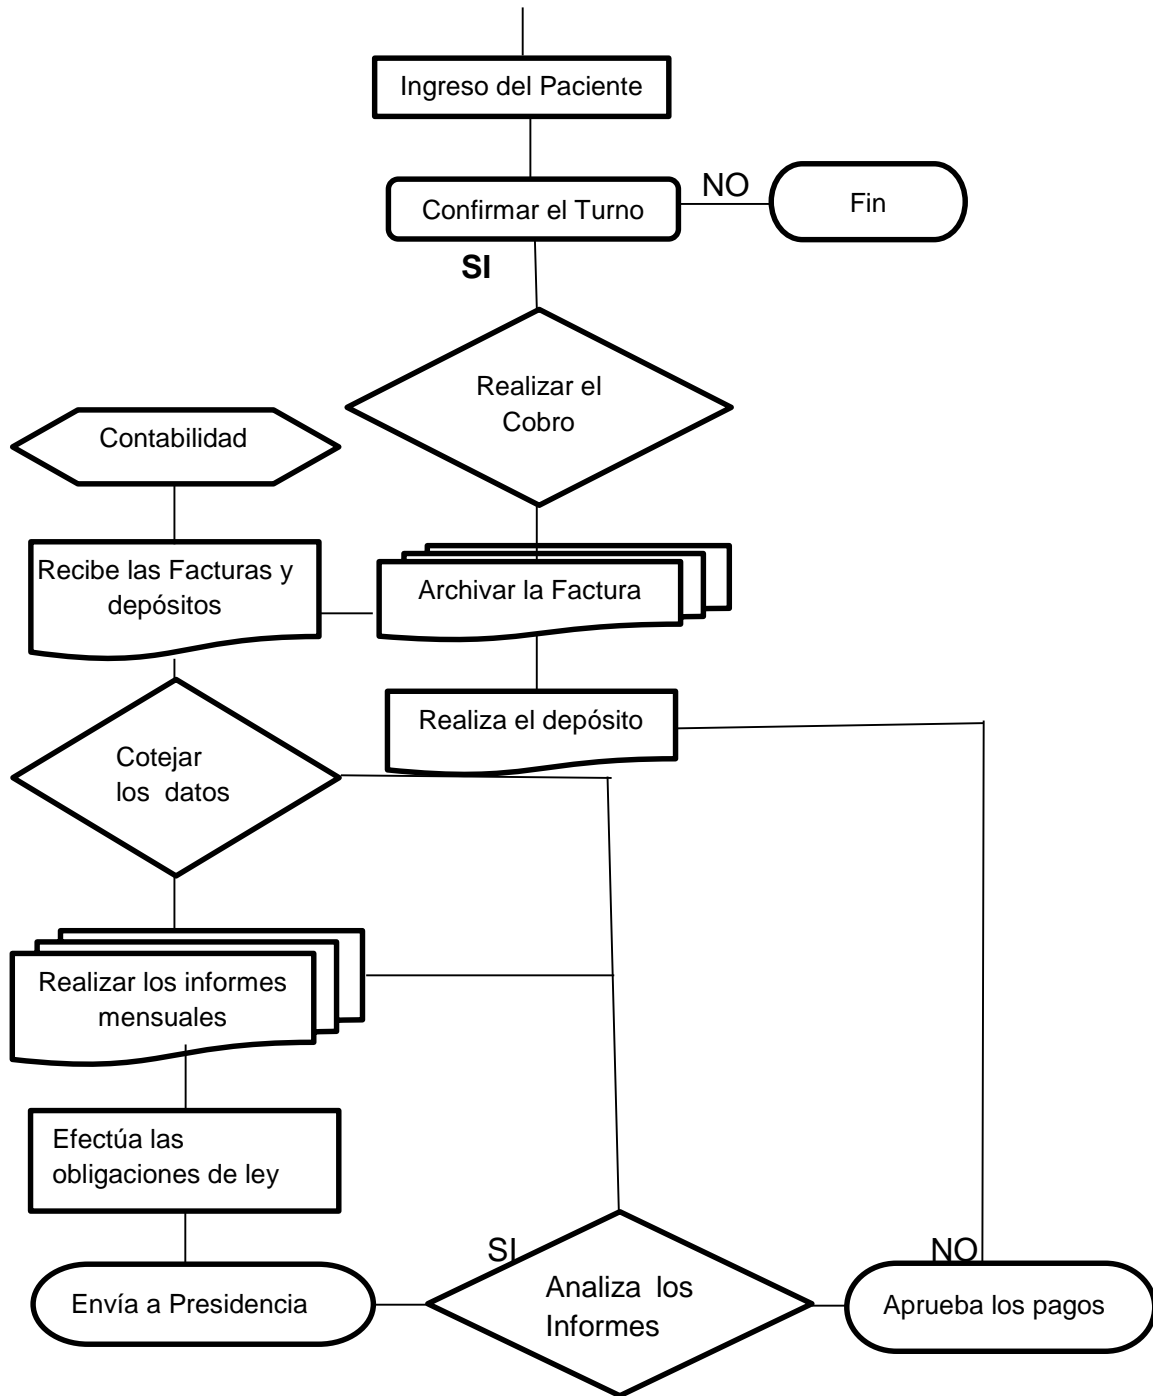 Ingreso del Paciente
NO
Confirmar el Turno
Fin
SI
Realizar el
Cobro
Contabilidad
Recibe las Facturas y
depósitos
Archivar la Factura
Realiza el depósito
Cotejar
los datos
Realizar los informes
mensuales
Efectúa las
obligaciones de ley
SI
NO
Envía a Presidencia
Analiza los
Informes
Aprueba los pagos